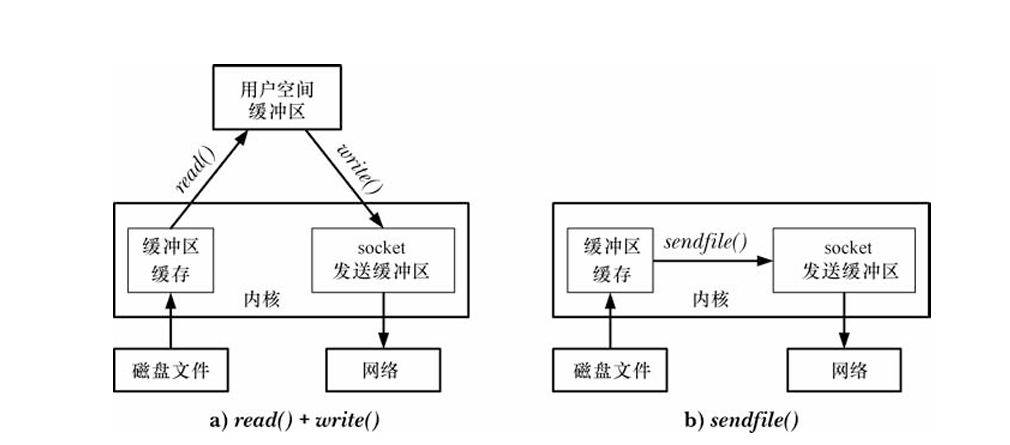 用户空间
缓冲区
read()
write()
缓冲区
缓存
socket
发送缓冲区
内核
磁盘文件
网络
a) read() + write()
缓冲区
缓存
sendfile()
socket
发送缓冲区
内核
磁盘文件
网络
b) sendfile()